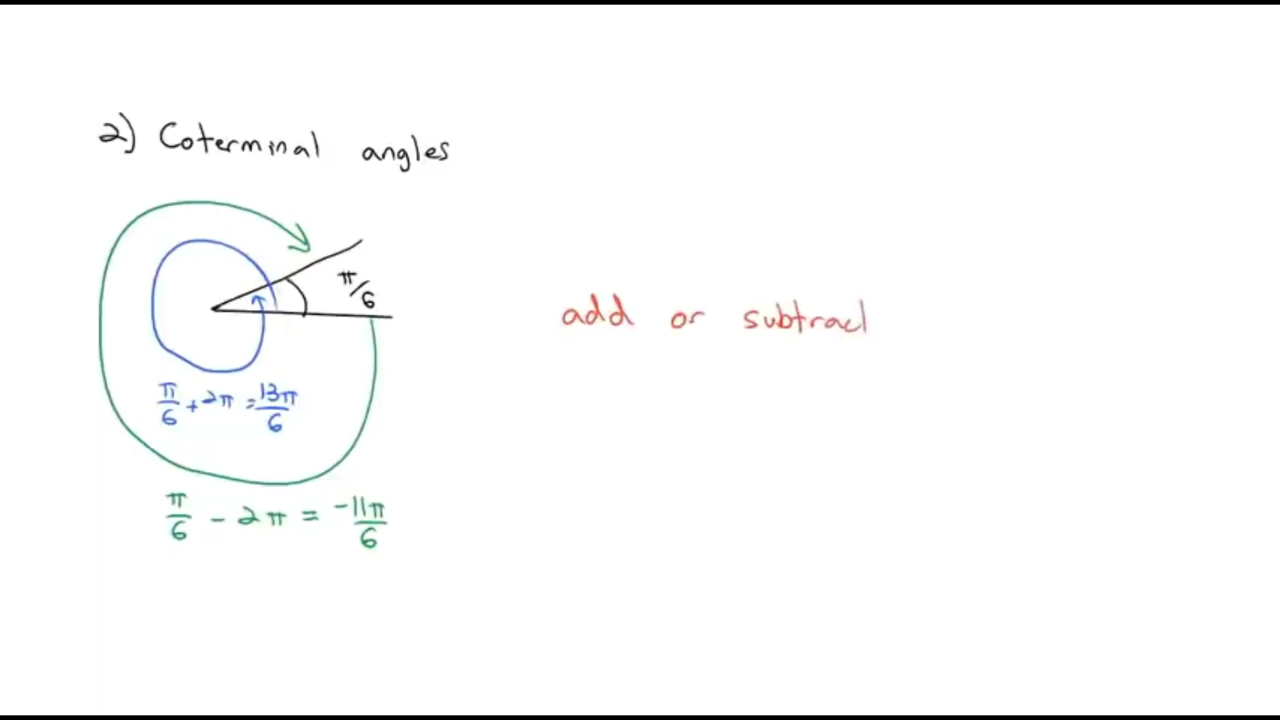 2) Coterminal angles
π/6
add or subtract
π/6 + 2π = 13π/6
π/6 - 2π = -11π/6